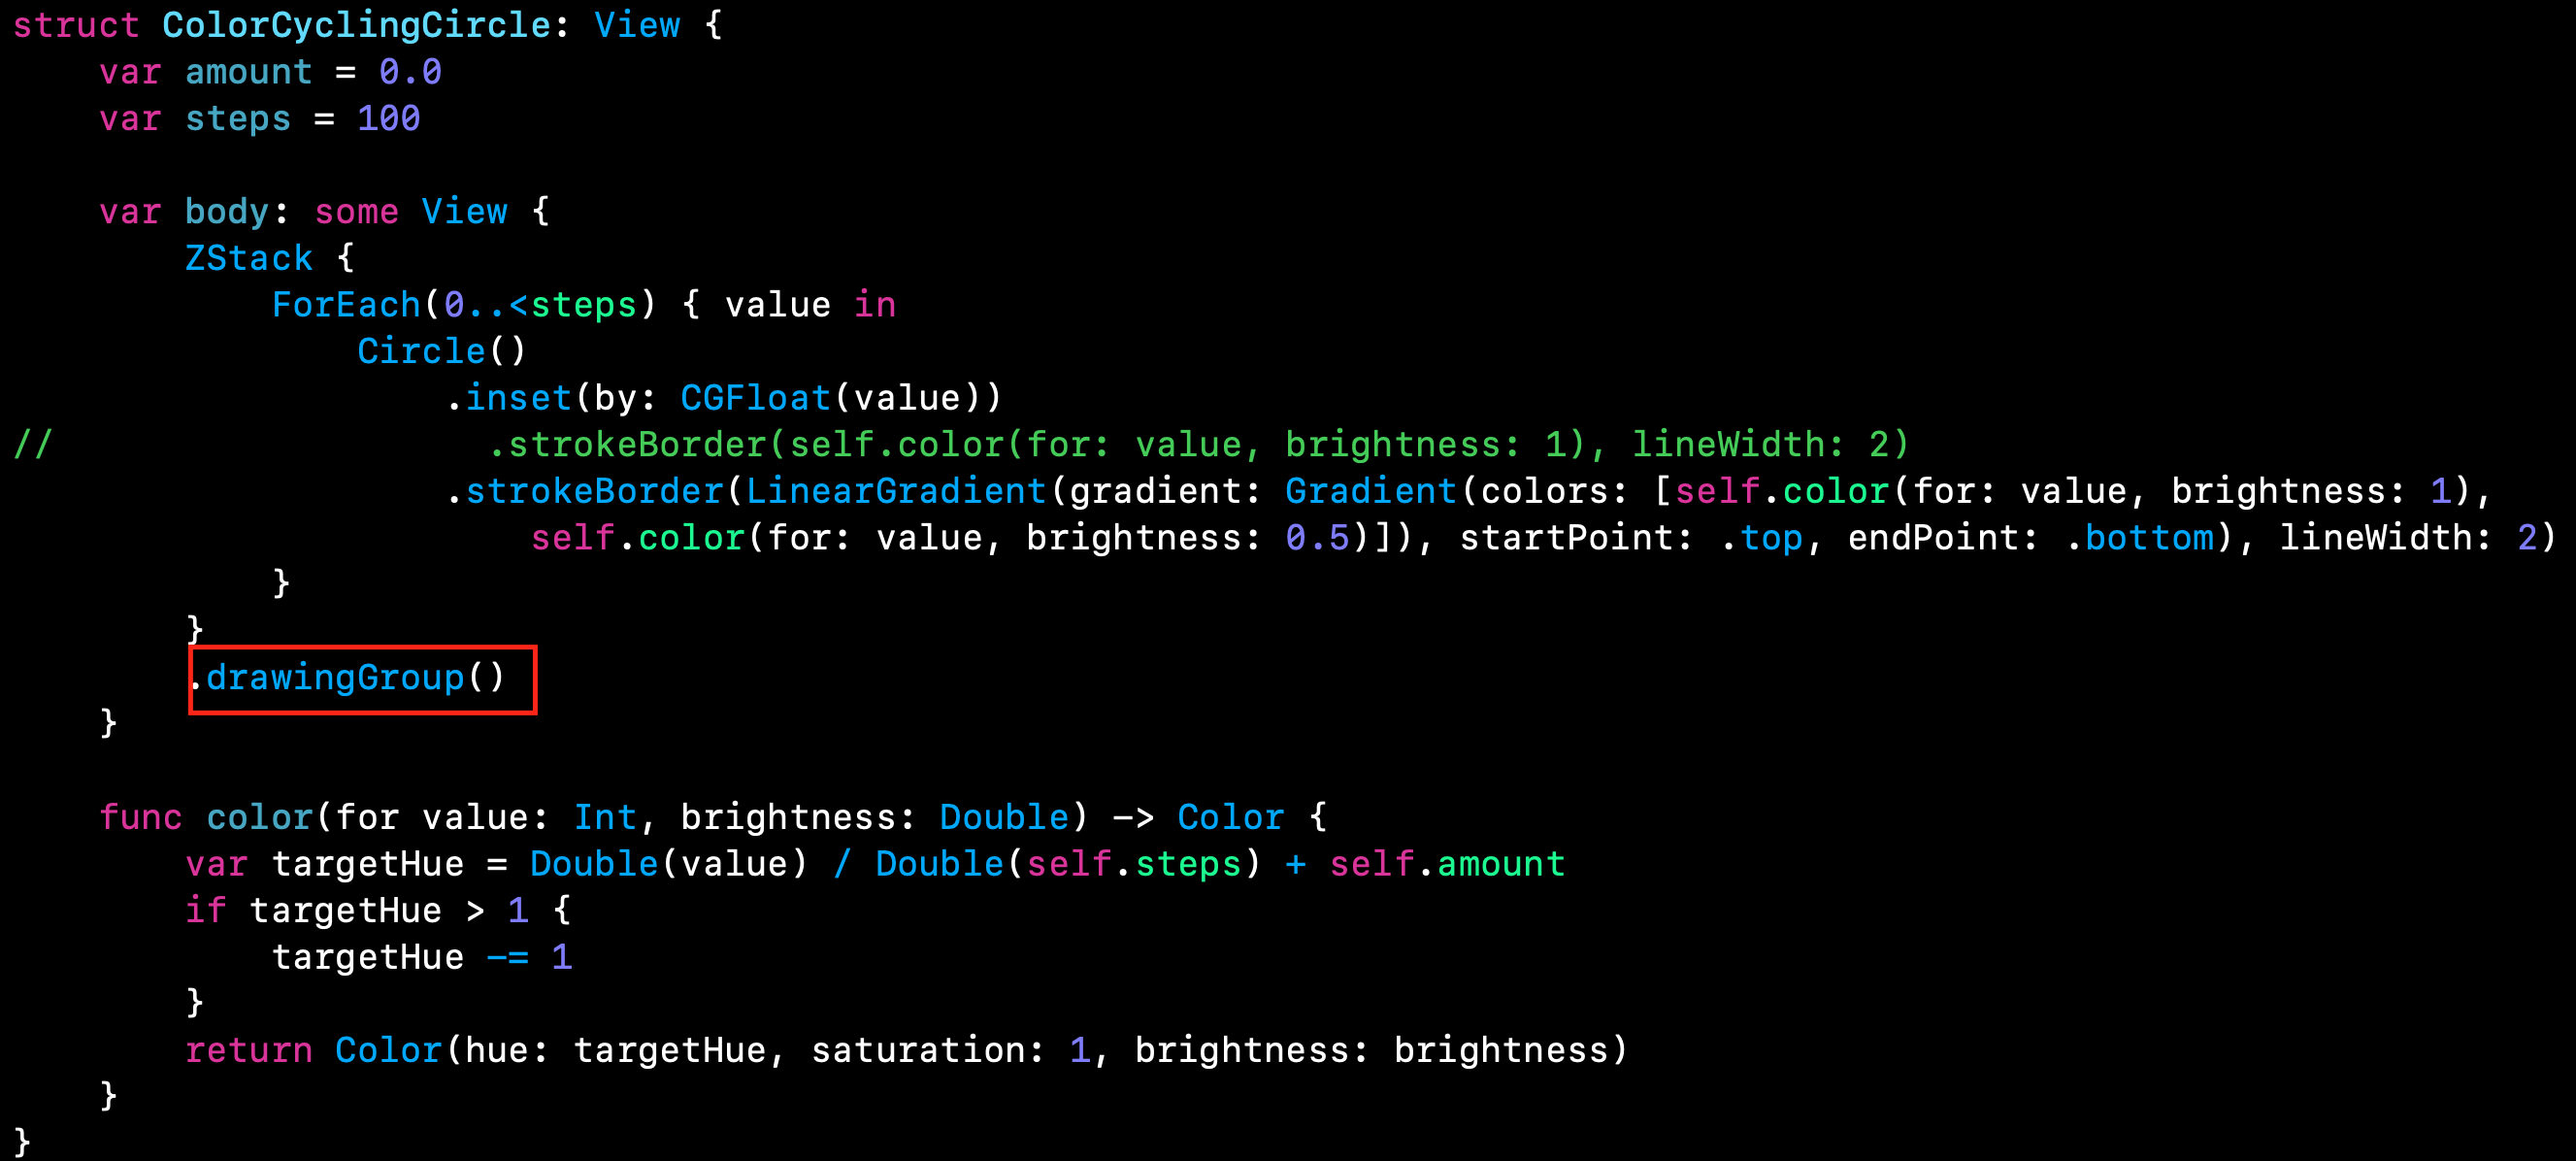 struct ColorCyclingCircle: View {
    var amount = 0.0
    var steps = 100

    var body: some View {
        ZStack {
            ForEach(0..<steps) { value in
                Circle()
                    .inset(by: CGFloat(value))
//                    .strokeBorder(self.color(for: value, brightness: 1), lineWidth: 2)
                    .strokeBorder(LinearGradient(gradient: Gradient(colors: [self.color(for: value, brightness: 1),
                        self.color(for: value, brightness: 0.5)]), startPoint: .top, endPoint: .bottom), lineWidth: 2)
            }
        }
        .drawingGroup()
    }

    func color(for value: Int, brightness: Double) -> Color {
        var targetHue = Double(value) / Double(self.steps) + self.amount
        if targetHue > 1 {
            targetHue -= 1
        }
        return Color(hue: targetHue, saturation: 1, brightness: brightness)
    }
}